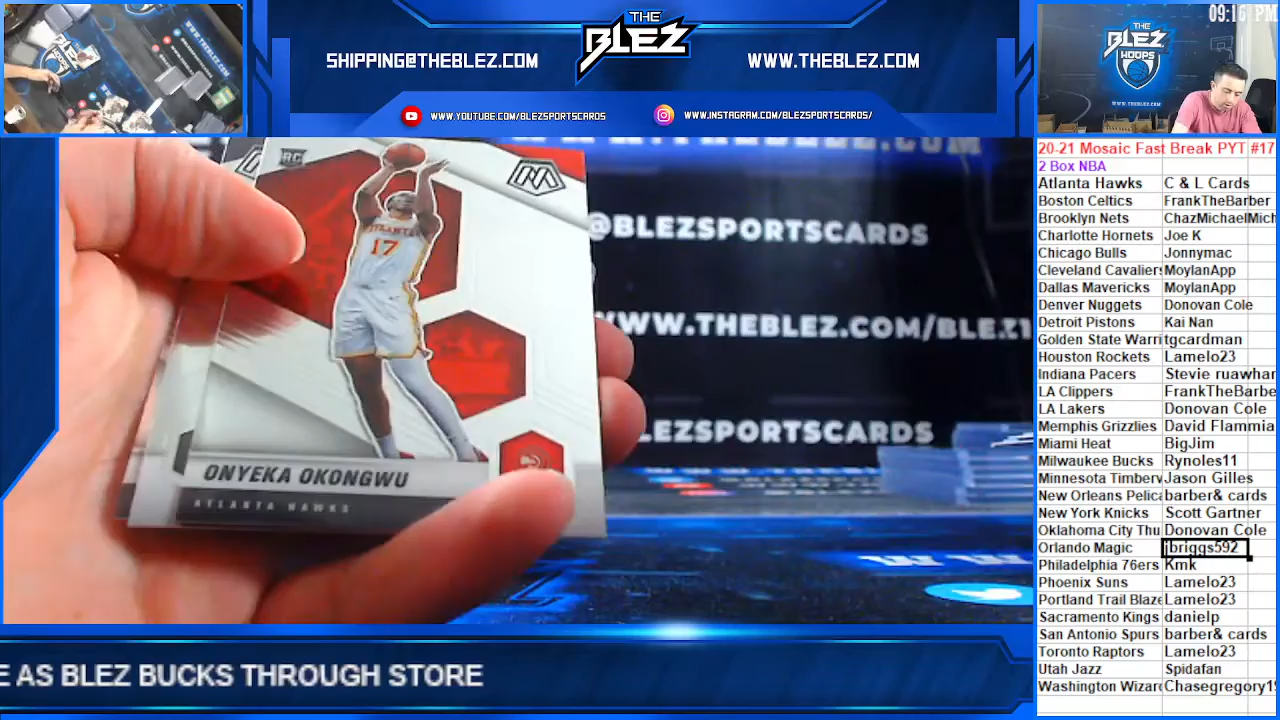 THE
BLEZ
SHIPPING@THEBLEZ.COM
WWW.THEBLEZ.COM
WWW.YOUTUBE.COM/BLEZSPORTSCARDS
WWW.INSTAGRAM.COM/BLEZSPORTSCARDS/
09:16 PM
THE
BLEZ
HOOPS
WWW.THEBLEZ.COM
RC
ATLANTA
17
ONYEKA OKONGWU
ATLANTA HAWKS
@BLEZSPORTSCARDS
WWW.THEBLEZ.COM/BLEZ1
BLEZSPORTSCARDS
20-21 Mosaic Fast Break PYT #17
2 Box NBA
Atlanta Hawks C & L Cards
Boston Celtics FrankTheBarber
Brooklyn Nets ChazMichaelMich
Charlotte Hornets Joe K
Chicago Bulls Jonnymac
Cleveland Cavaliers MoylanApp
Dallas Mavericks MoylanApp
Denver Nuggets Donovan Cole
Detroit Pistons Kai Nan
Golden State Warri tgcardman
Houston Rockets Lamelo23
Indiana Pacers Stevie ruawhar
LA Clippers FrankTheBarbe
LA Lakers Donovan Cole
Memphis Grizzlies David Flammia
Miami Heat BigJim
Milwaukee Bucks Rynoles11
Minnesota Timberv Jason Gilles
New Orleans Pelica barber& cards
New York Knicks Scott Gartner
Oklahoma City Thu Donovan Cole
Orlando Magic jbriggs592
Philadelphia 76ers Kmk
Phoenix Suns Lamelo23
Portland Trail Blaze Lamelo23
Sacramento Kings danielp
San Antonio Spurs barber& cards
Toronto Raptors Lamelo23
Utah Jazz Spidafan
Washington Wizard Chasegregory19
E AS BLEZ BUCKS THROUGH STORE